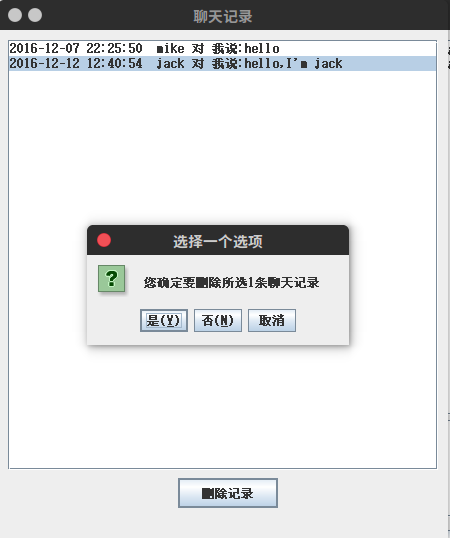 聊天记录
2016-12-07 22:25:50 mike 对 我说:hello
2016-12-12 12:40:54 jack 对 我说:hello,I'm jack
选择一个选项
?
您确定要删除所选1条聊天记录
是(Y) 否(N) 取消
删除记录